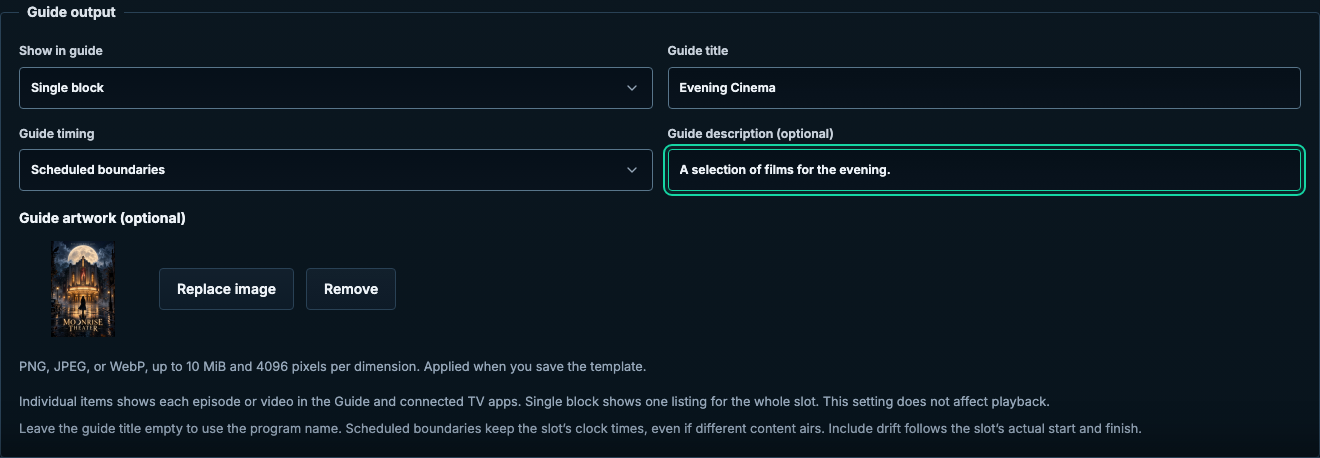 Guide output
Show in guide
Single block
Guide title
Evening Cinema
Guide timing
Scheduled boundaries
Guide description (optional)
A selection of films for the evening.
Guide artwork (optional)
MOONRISE
THEATER
Replace image
Remove
PNG, JPEG, or WebP, up to 10 MiB and 4096 pixels per dimension. Applied when you save the template.
Individual items shows each episode or video in the Guide and connected TV apps. Single block shows one listing for the whole slot. This setting does not affect playback.
Leave the guide title empty to use the program name. Scheduled boundaries keep the slot’s clock times, even if different content airs. Include drift follows the slot’s actual start and finish.